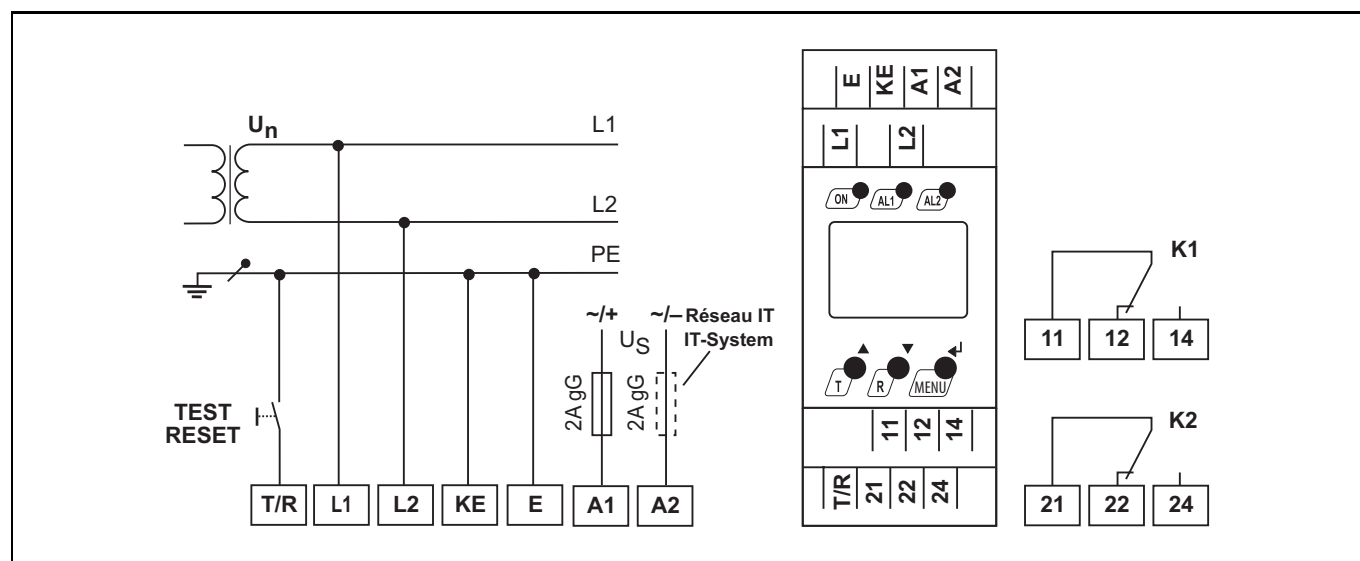 Un
L1
L2
PE
~/+
~/– Réseau IT
US
IT-System
2A gG
2A gG
TEST
RESET
T/R
L1
L2
KE
E
A1
A2
E
KE
A1
A2
L1
L2
ON
AL1
AL2
T
R
MENU
11
12
14
T/R
21
22
24
K1
11
12
14
K2
21
22
24